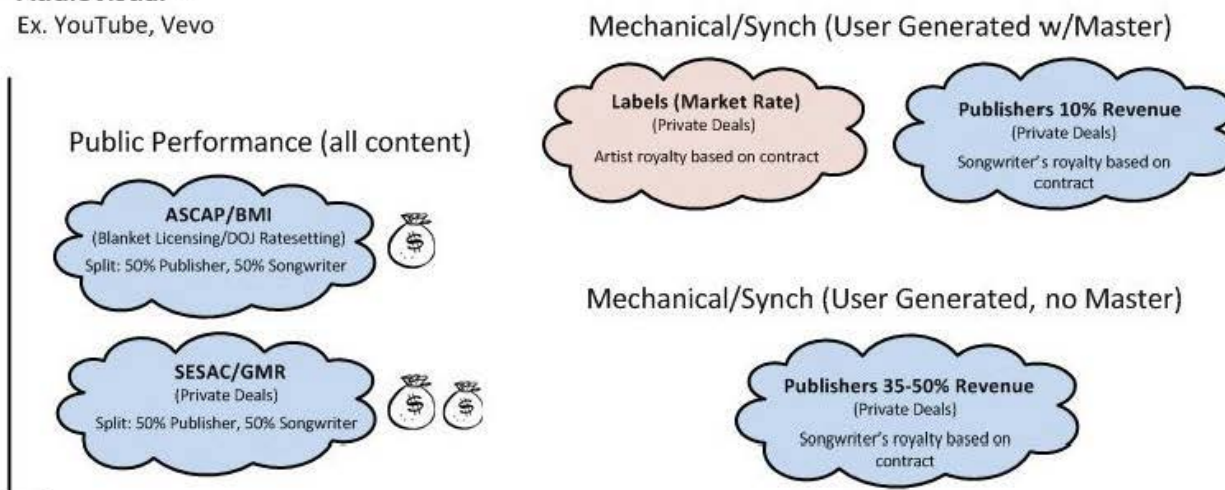 Ex. YouTube, Vevo
Public Performance (all content)
ASCAP/BMI
(Blanket Licensing/DOJ Ratesetting)
Split: 50% Publisher, 50% Songwriter
$
SESAC/GMR
(Private Deals)
Split: 50% Publisher, 50% Songwriter
$ $
Mechanical/Synch (User Generated w/Master)
Labels (Market Rate)
(Private Deals)
Artist royalty based on contract
Publishers 10% Revenue
(Private Deals)
Songwriter's royalty based on
contract
Mechanical/Synch (User Generated, no Master)
Publishers 35-50% Revenue
(Private Deals)
Songwriter's royalty based on
contract